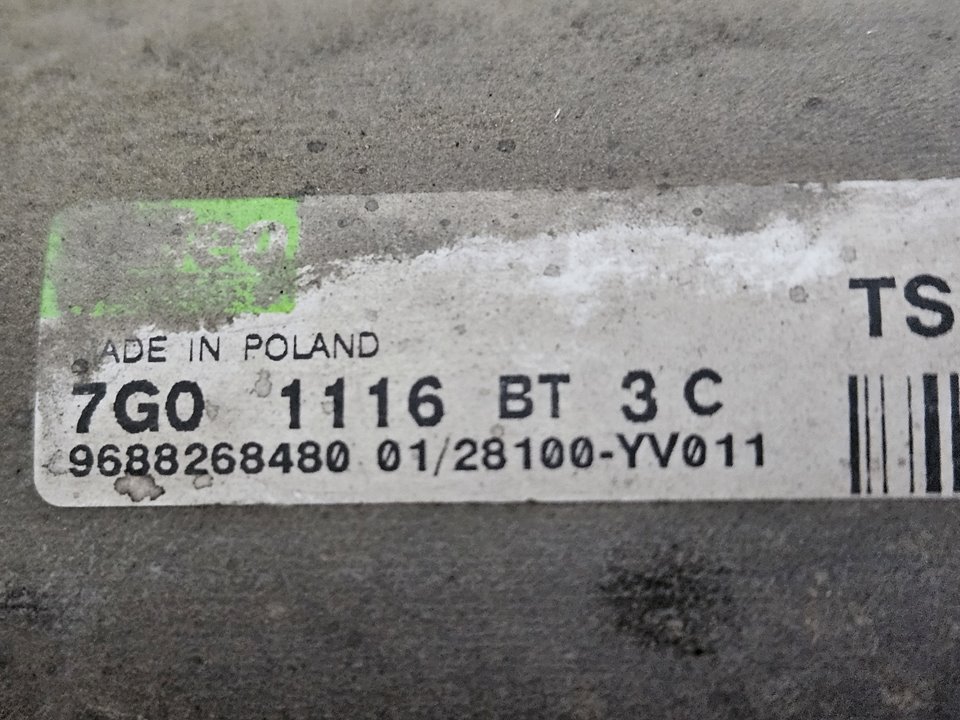 TS
ADE IN POLAND
7G0 1116 BT 3 C
9688268480 01/28100-YV011